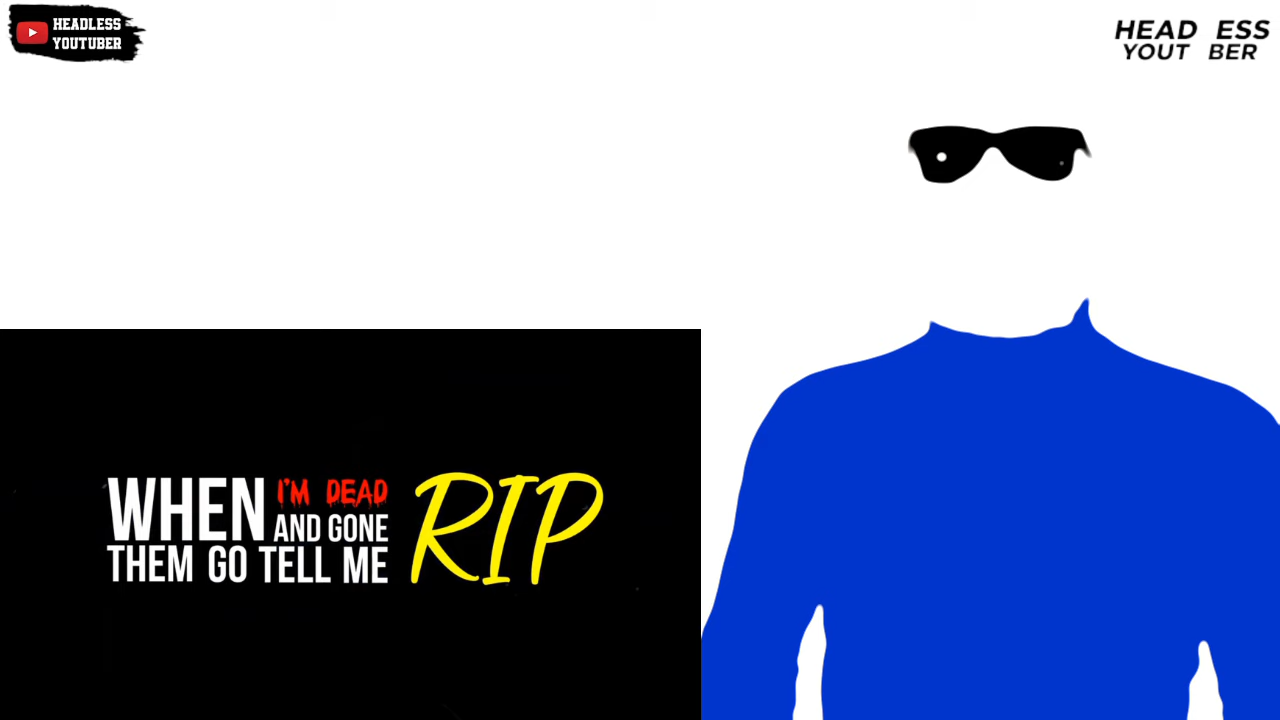 HEADLESS
YOUTUBER
HEAD ESS
YOUT BER
WHEN I'M DEAD
AND GONE
THEM GO TELL ME
RIP